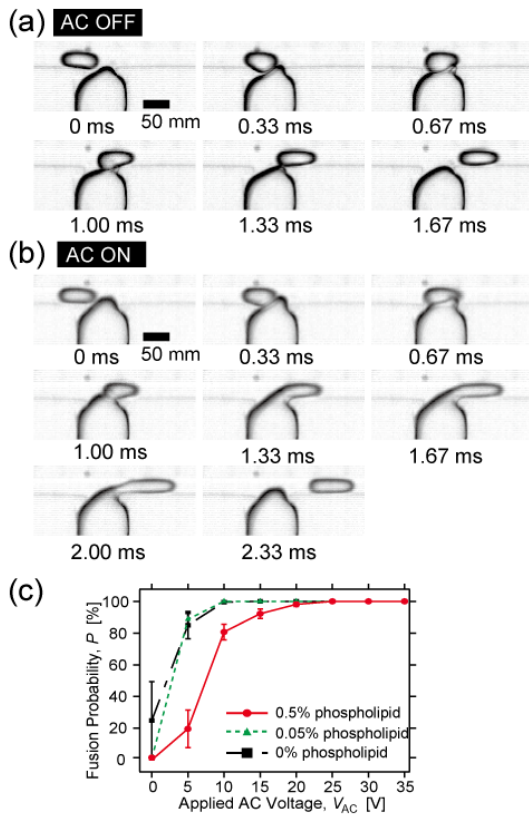 (a) AC OFF
0 ms 0.33 ms 0.67 ms
50 mm
1.00 ms 1.33 ms 1.67 ms
(b) AC ON
0 ms 0.33 ms 0.67 ms
50 mm
1.00 ms 1.33 ms 1.67 ms
2.00 ms 2.33 ms
(c)
Fusion Probability, P [%]
100
80
60
40
20
0
0.5% phospholipid
0.05% phospholipid
0% phospholipid
0 5 10 15 20 25 30 35
Applied AC Voltage, VAC [V]